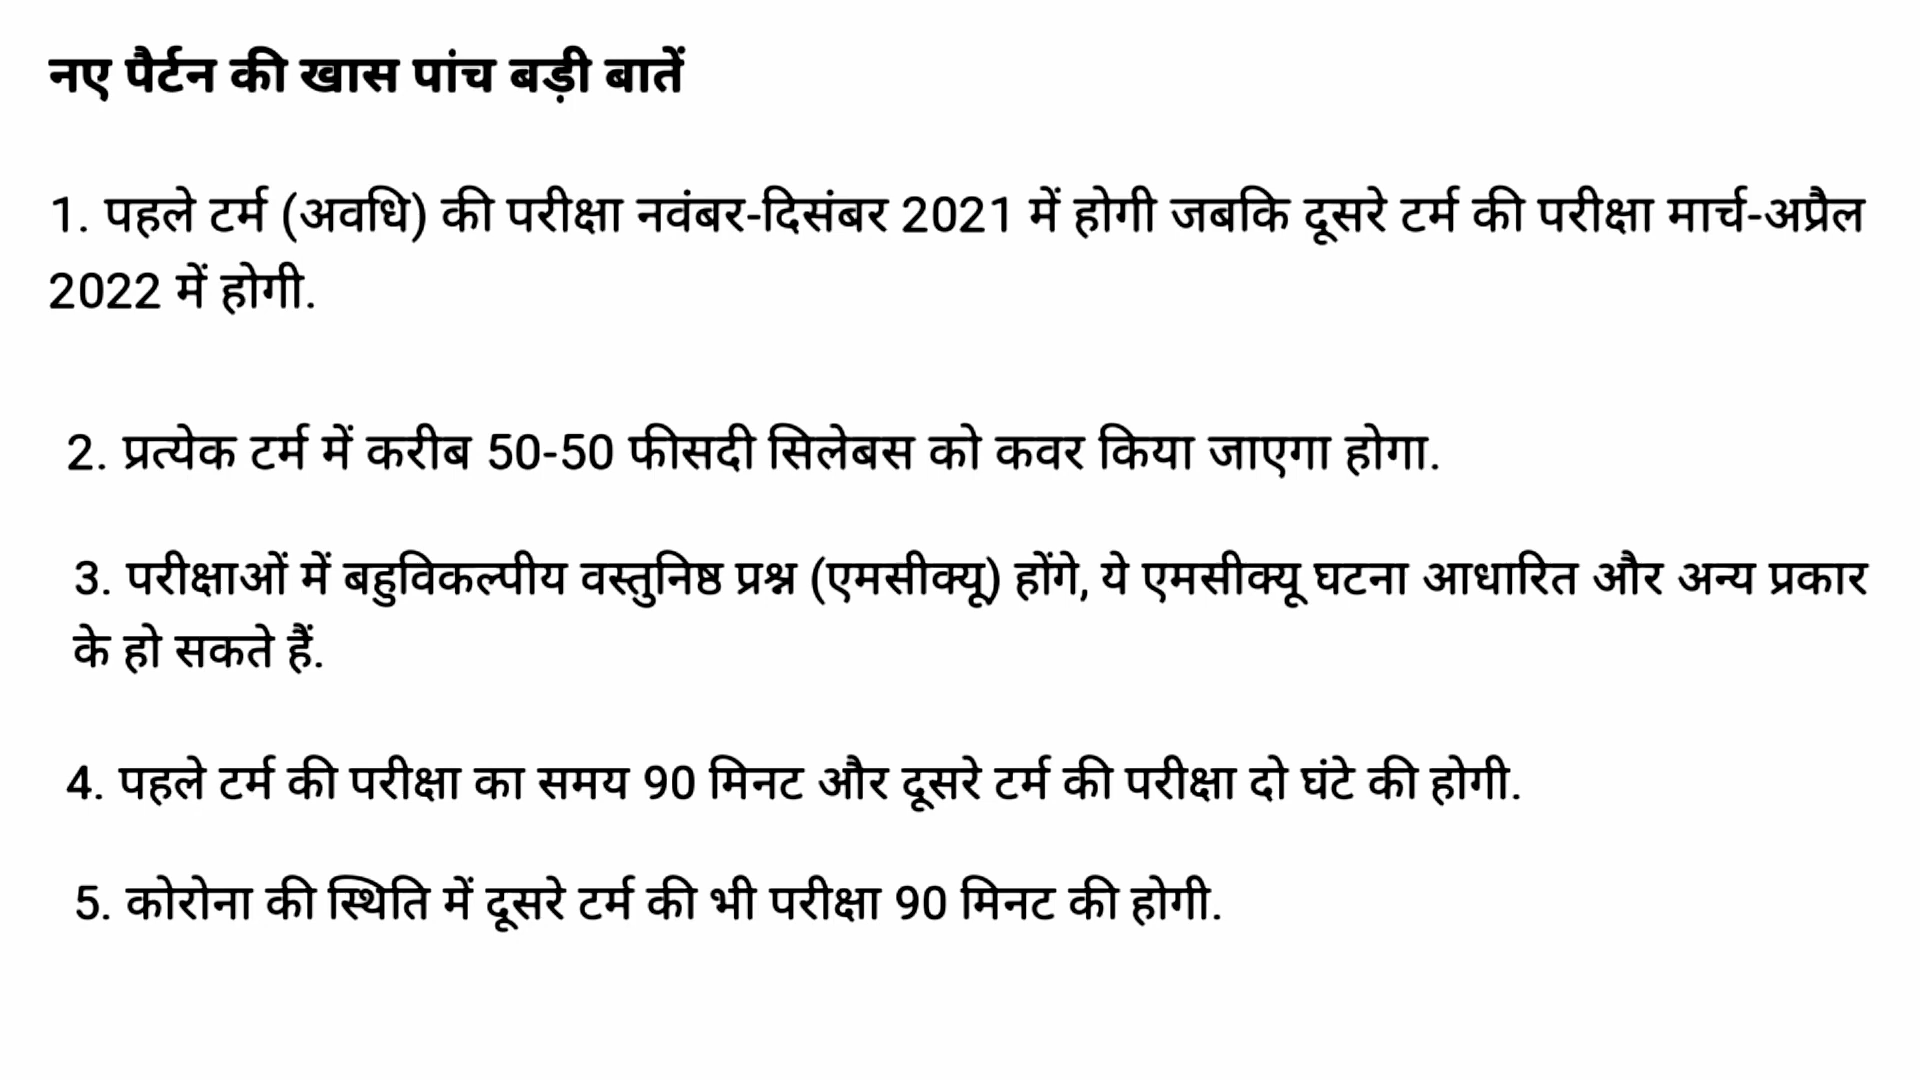 नए पैर्टन की खास पांच बड़ी बातें
1. पहले टर्म (अवधि) की परीक्षा नवंबर-दिसंबर 2021 में होगी जबकि दूसरे टर्म की परीक्षा मार्च-अप्रैल
2022 में होगी.
2. प्रत्येक टर्म में करीब 50-50 फीसदी सिलेबस को कवर किया जाएगा होगा.
3. परीक्षाओं में बहुविकल्पीय वस्तुनिष्ठ प्रश्न (एमसीक्यू) होंगे, ये एमसीक्यू घटना आधारित और अन्य प्रकार
के हो सकते हैं.
4. पहले टर्म की परीक्षा का समय 90 मिनट और दूसरे टर्म की परीक्षा दो घंटे की होगी.
5. कोरोना की स्थिति में दूसरे टर्म की भी परीक्षा 90 मिनट की होगी.